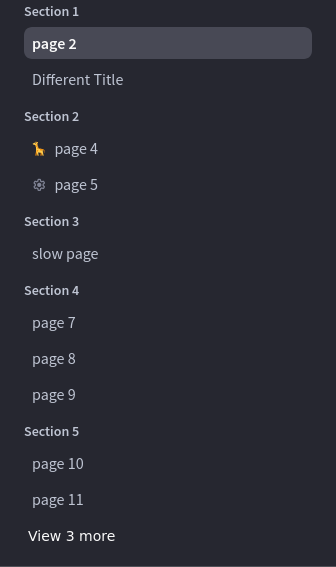 Section 1
page 2
Different Title
Section 2
page 4
page 5
Section 3
slow page
Section 4
page 7
page 8
page 9
Section 5
page 10
page 11
View 3 more